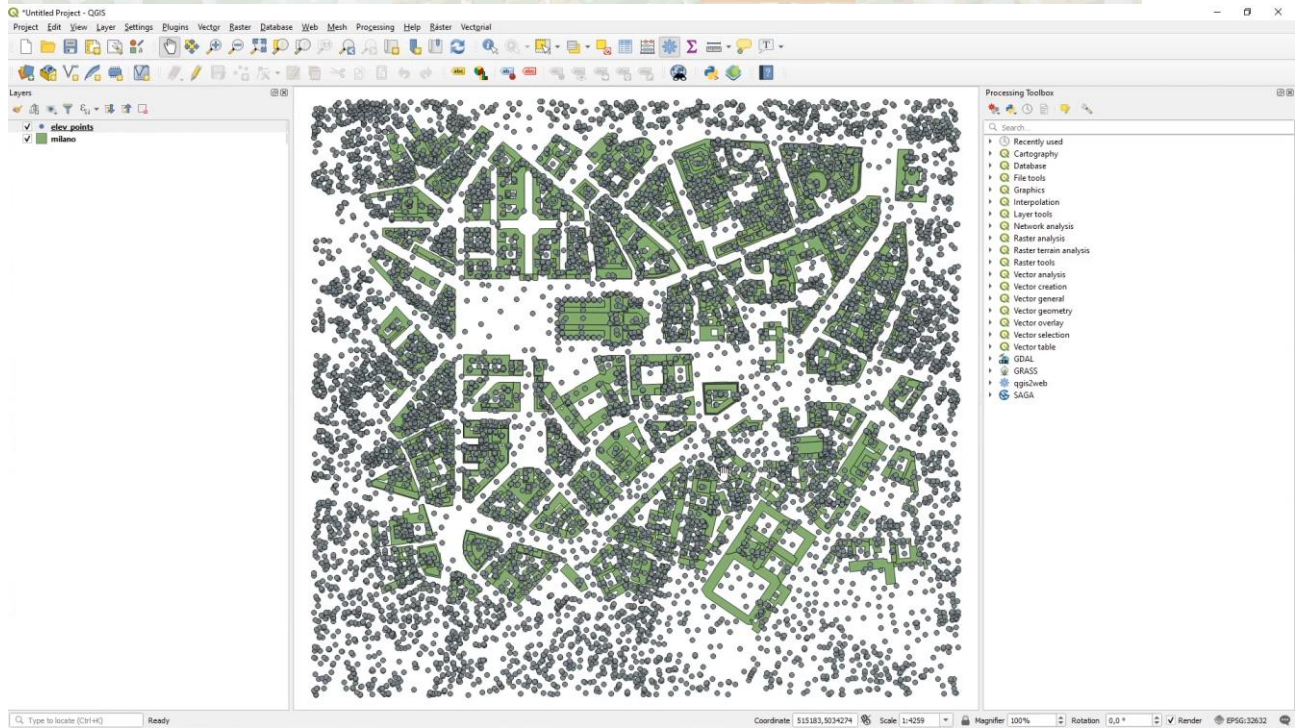 *Untitled Project - QGIS
Project Edit View Layer Settings Plugins Vector Raster Database Web Mesh Processing Help Ráster Vectorial
Layers
elev_points
milano
Processing Toolbox
Search...
Recently used
Cartography
Database
File tools
Graphics
Interpolation
Layer tools
Network analysis
Raster analysis
Raster terrain analysis
Raster tools
Vector analysis
Vector creation
Vector general
Vector geometry
Vector overlay
Vector selection
Vector table
GDAL
GRASS
qgis2web
SAGA
Type to locate (Ctrl+K) Ready Coordinate 515183,5034274 Scale 1:4259 Magnifier 100% Rotation 0,0 ° Render EPSG:32632